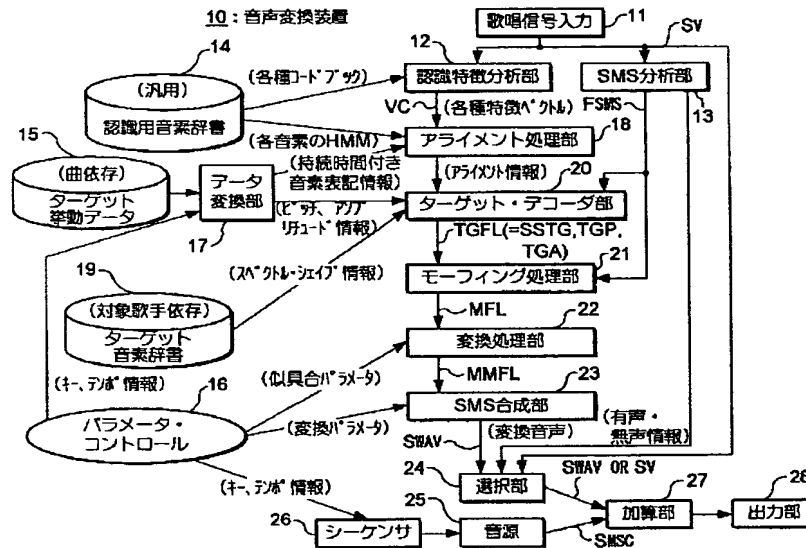 10：音声変換装置
11
歌唱信号入力
SV
14
12
(汎用)
認識用音素辞書
(各種コードブック)
認識特徴分析部
SMS分析部
13
VC
(各種特徴ベクトル)
FSMS
18
(各音素のHMM)
アライメント処理部
15
(曲依存)
ターゲット
挙動データ
データ
変換部
17
(持続時間付き
音素表記情報)
(アライメント情報)
20
(ピッチ、アンプ
リチュード情報)
ターゲット・デコーダ部
TGFL(=SSTG,TGP,
TGA)
21
(スペクトル・シェイプ情報)
モーフィング処理部
19
(対象歌手依存)
ターゲット
音素辞書
MFL
22
変換処理部
(キー、テンポ情報)
16
(似具合パラメータ)
MMFL
23
パラメータ・
コントロール
(変換パラメータ)
SMS合成部
SWAV
(変換音声)
(有声・
無声情報)
24
選択部
SWAV OR SV
27
28
(キー、テンポ情報)
25
加算部
出力部
26
シーケンサ
音源
SMSC